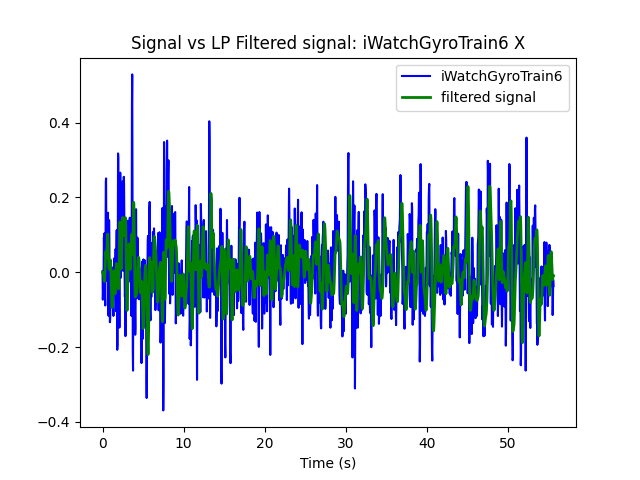 Signal vs LP Filtered signal: iWatchGyroTrain6 X
iWatchGyroTrain6
filtered signal
0.4
0.2
0.0
−0.2
−0.4
0 10 20 30 40 50
Time (s)